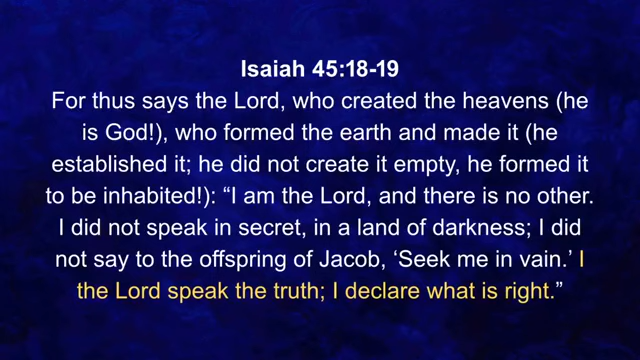 Isaiah 45:18-19
For thus says the Lord, who created the heavens (he
is God!), who formed the earth and made it (he
established it; he did not create it empty, he formed it
to be inhabited!): “I am the Lord, and there is no other.
I did not speak in secret, in a land of darkness; I did
not say to the offspring of Jacob, ‘Seek me in vain.’ I
the Lord speak the truth; I declare what is right.”